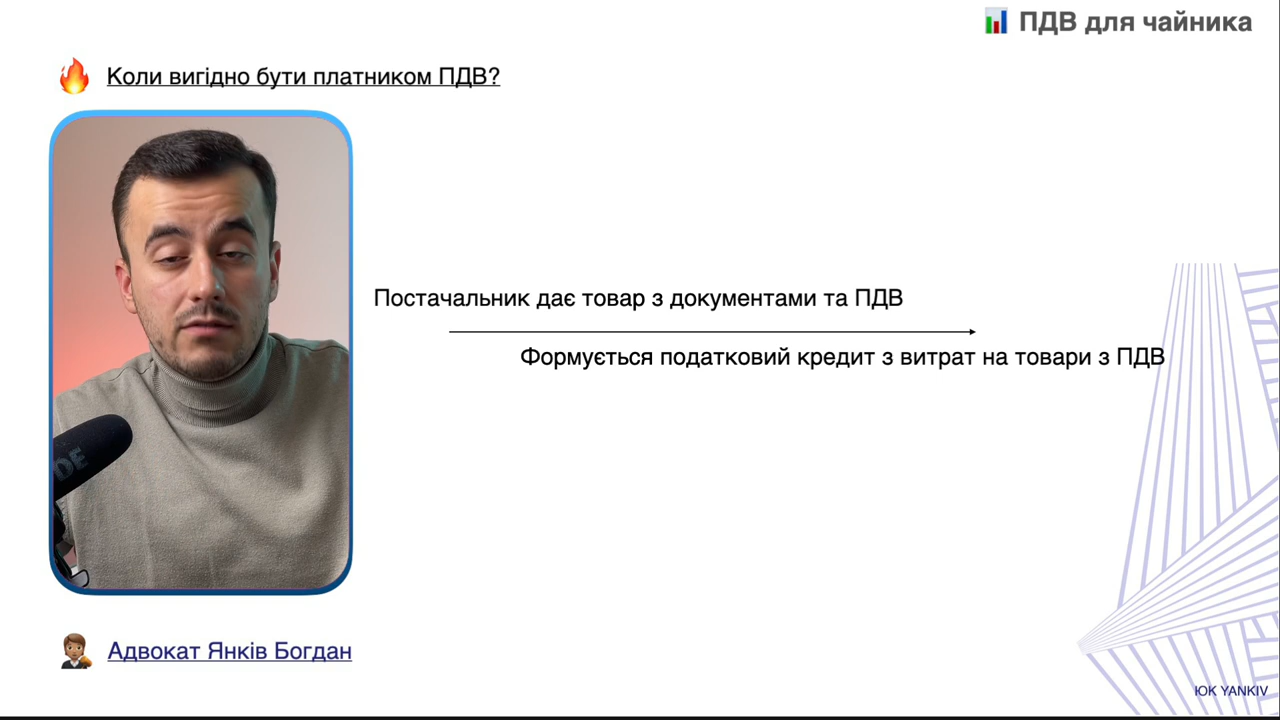 ПДВ для чайника
Коли вигідно бути платником ПДВ?
Постачальник дає товар з документами та ПДВ
Формується податковий кредит з витрат на товари з ПДВ
DE
Адвокат Янків Богдан
ЮК YANKIV